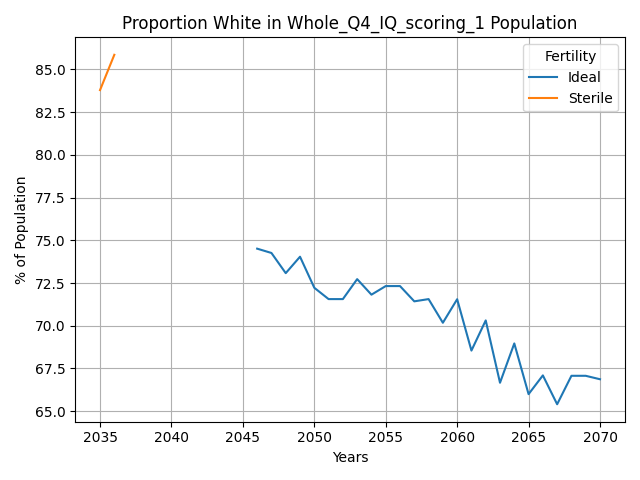 Proportion White in Whole_Q4_IQ_scoring_1 Population
Fertility
Ideal
Sterile
85.0
82.5
80.0
77.5
75.0
72.5
70.0
67.5
65.0
% of Population
2035 2040 2045 2050 2055 2060 2065 2070
Years